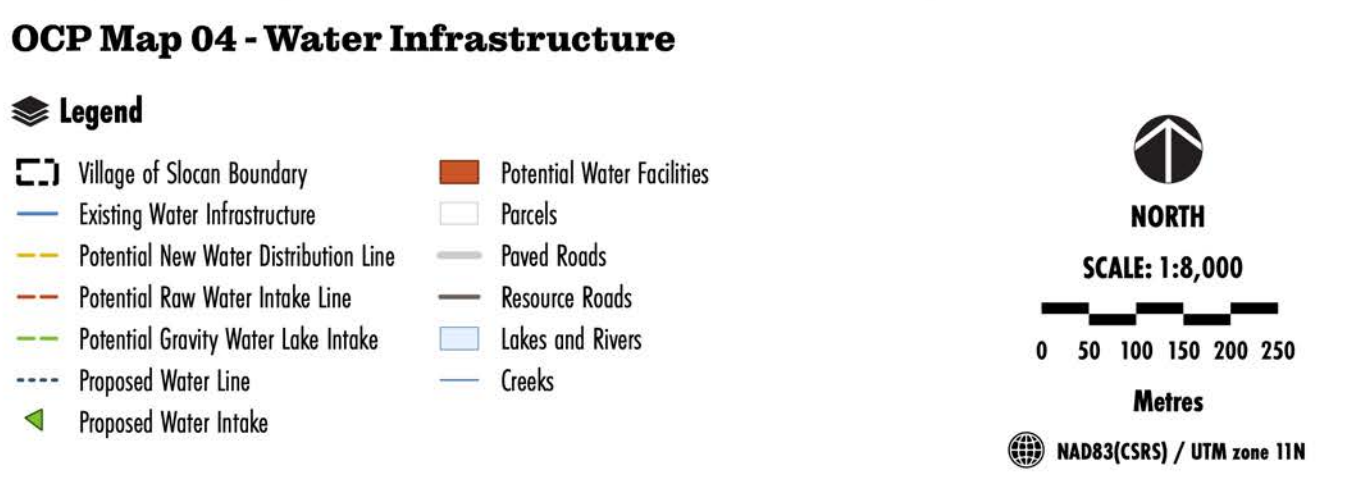 OCP Map 04 - Water Infrastructure
Legend
Village of Slocan Boundary
Existing Water Infrastructure
Potential New Water Distribution Line
Potential Raw Water Intake Line
Potential Gravity Water Lake Intake
Proposed Water Line
Proposed Water Intake
Potential Water Facilities
Parcels
Paved Roads
Resource Roads
Lakes and Rivers
Creeks
NORTH
SCALE: 1:8,000
0 50 100 150 200 250
Metres
NAD83(CSRS) / UTM zone 11N